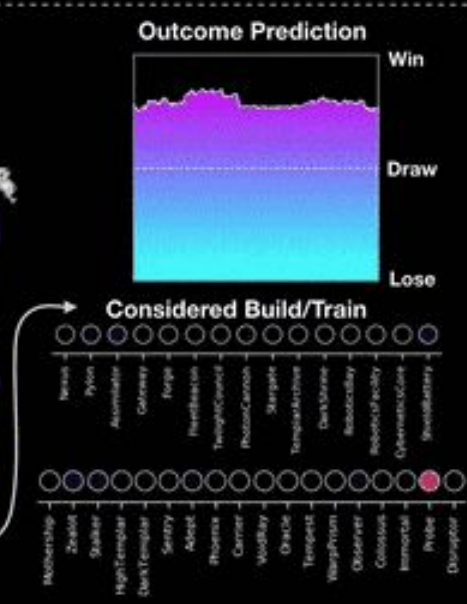 Outcome Prediction
Win
Draw
Lose
Considered Build/Train
Nexus
Pylon
Assimilator
Gateway
Forge
FleetBeacon
TwilightCouncil
PhotonCannon
Stargate
TemplarArchive
DarkShrine
RoboticsBay
RoboticsFacility
CyberneticsCore
ShieldBattery
Mothership
Zealot
Stalker
HighTemplar
DarkTemplar
Sentry
Adept
Phoenix
Carrier
VoidRay
Oracle
Tempest
WarpPrism
Observer
Colossus
Immortal
Probe
Disruptor